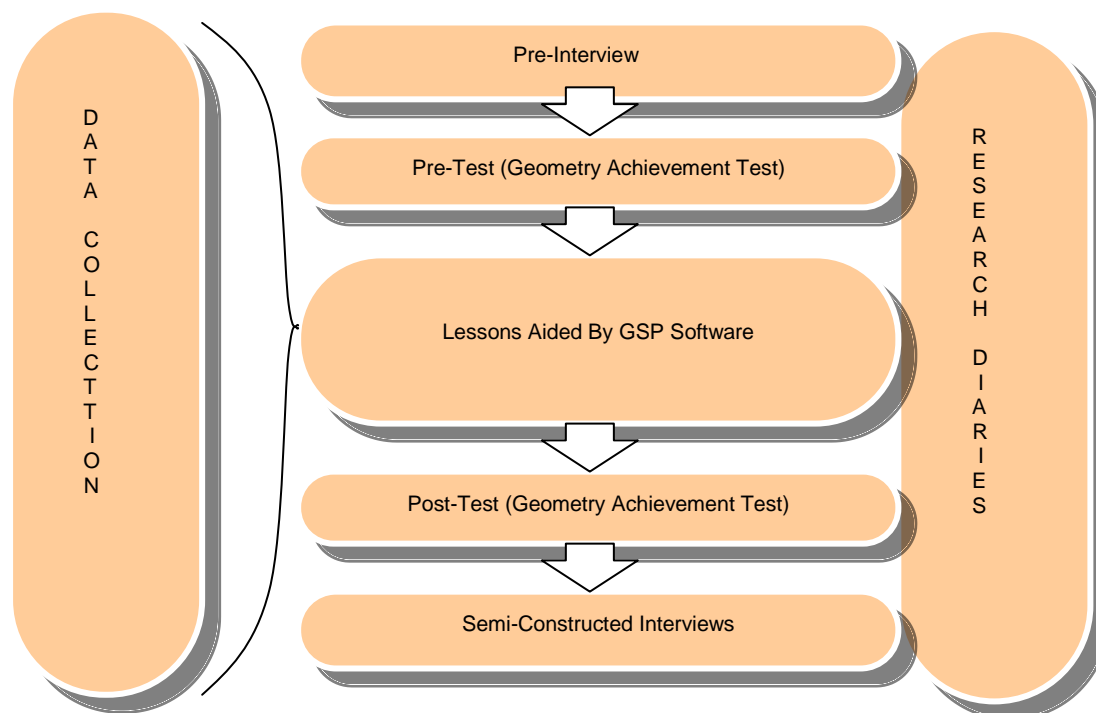 DATA COLLECTTION
Pre-Interview
Pre-Test (Geometry Achievement Test)
Lessons Aided By GSP Software
Post-Test (Geometry Achievement Test)
Semi-Constructed Interviews
RESEARCH DIARIES